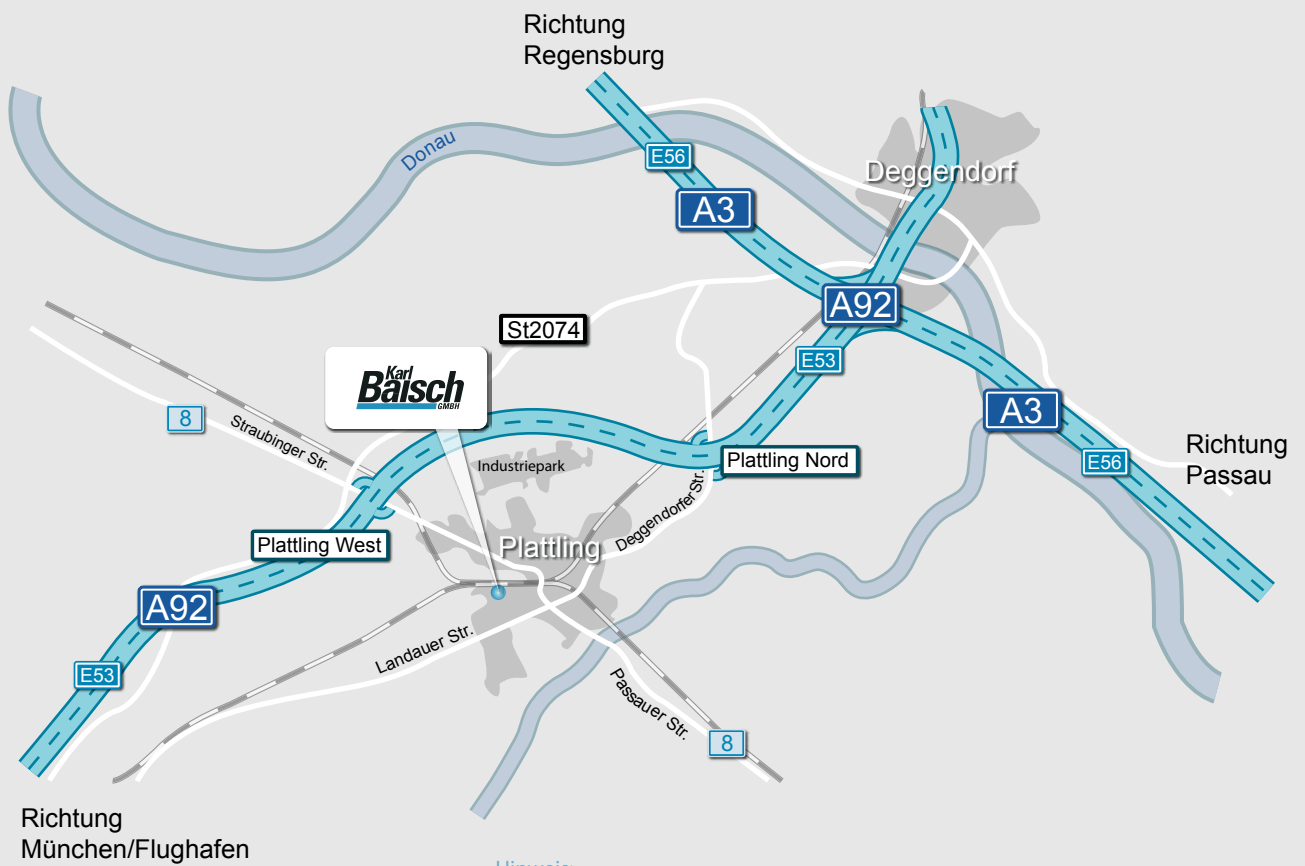 Richtung
Regensburg
Donau
E56
Deggendorf
A3
A92
St2074
E53
Karl
Baisch
GMBH
8
A3
Straubinger Str.
Richtung
Passau
Industriepark
Plattling Nord
E56
Deggendorfer Str.
Plattling West
Plattling
A92
Landauer Str.
E53
Passauer Str.
8
Richtung
München/Flughafen
Hinweis